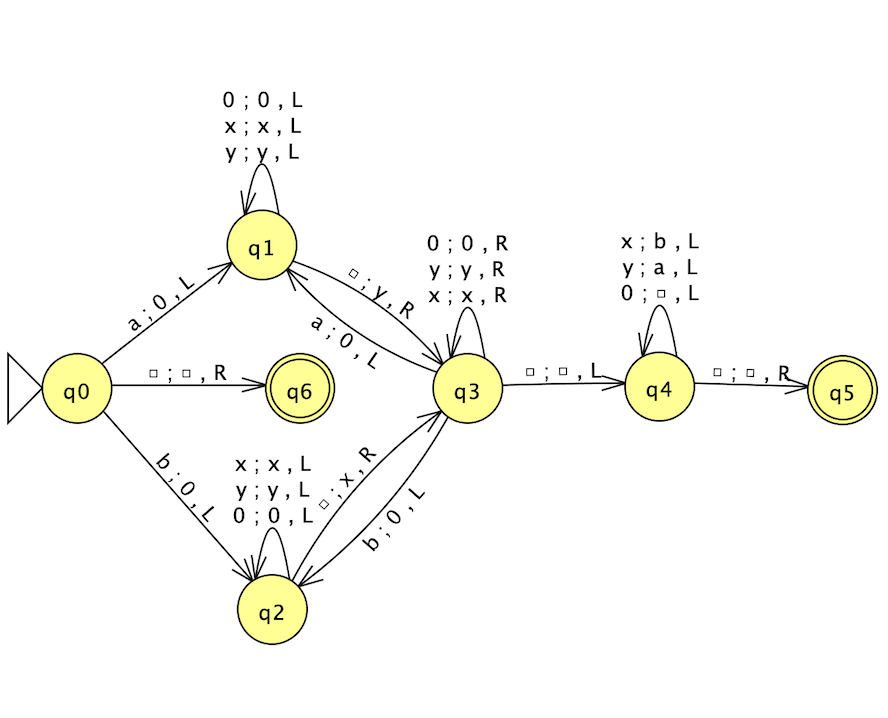 0 ; 0 , L
x ; x , L
y ; y , L
q1
0 ; 0 , R
y ; y , R
x ; x , R
x ; b , L
y ; a , L
0 ; □ , L
a ; 0 , L
□ ; y , R
a ; 0 , L
q0
□ ; □ , R
q6
q3
□ ; □ , L
q4
□ ; □ , R
q5
b ; 0 , L
x ; x , L
y ; y , L
0 ; 0 , L
□ ; x , R
b ; 0 , L
q2